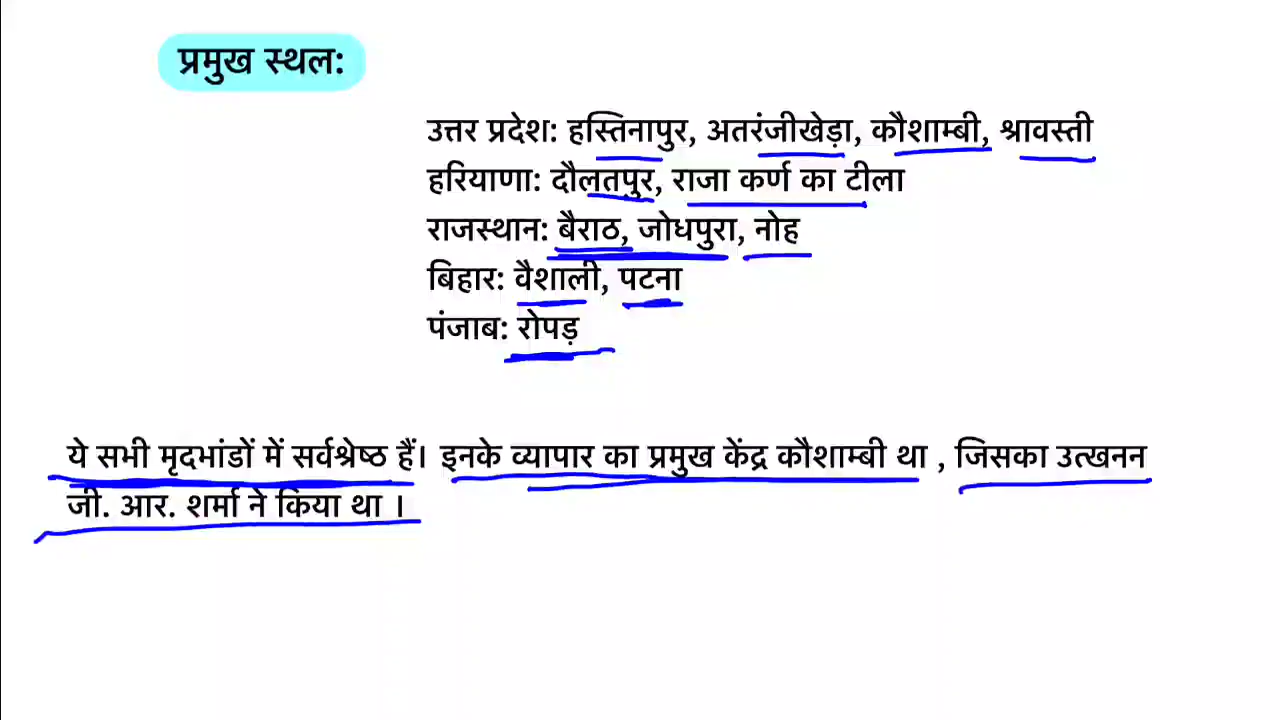 प्रमुख स्थल:
उत्तर प्रदेश: हस्तिनापुर, अतरंजीखेड़ा, कौशाम्बी, श्रावस्ती
हरियाणा: दौलतपुर, राजा कर्ण का टीला
राजस्थान: बैराठ, जोधपुरा, नोह
बिहार: वैशाली, पटना
पंजाब: रोपड़
ये सभी मृदभांडों में सर्वश्रेष्ठ हैं। इनके व्यापार का प्रमुख केंद्र कौशाम्बी था , जिसका उत्खनन
जी. आर. शर्मा ने किया था ।